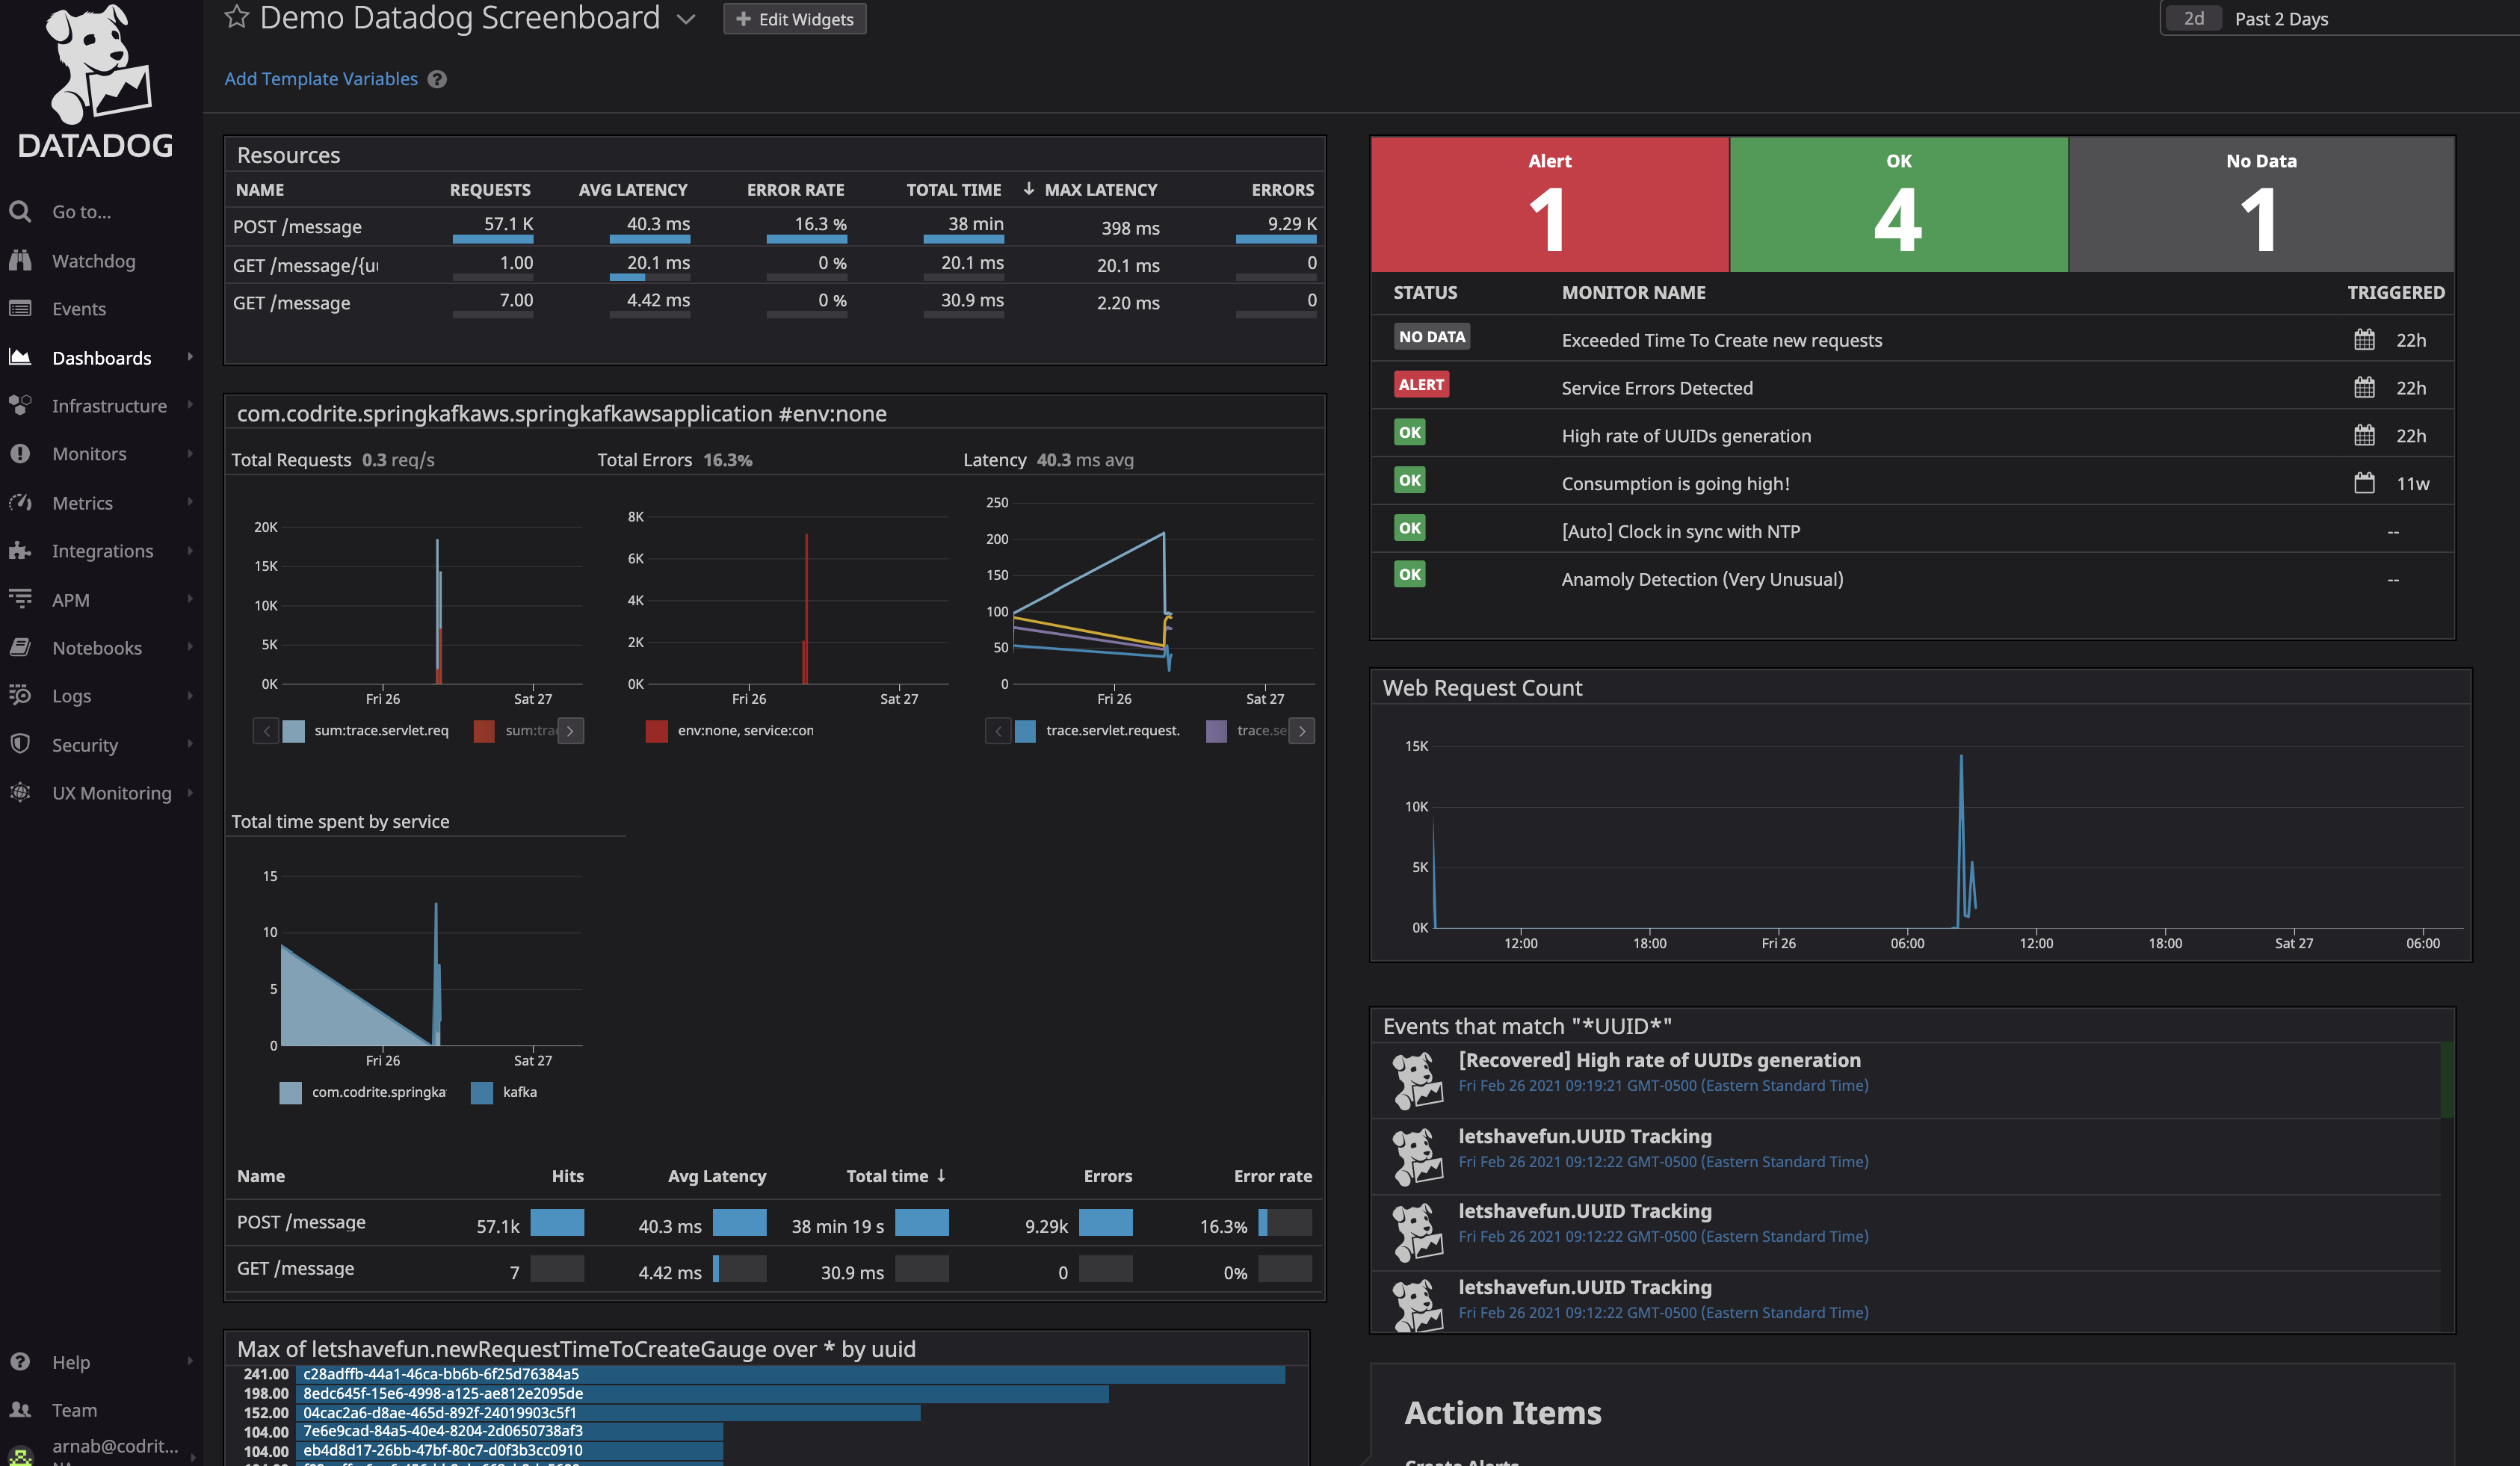 DATADOG
Go to...
Watchdog
Events
Dashboards
Infrastructure
Monitors
Metrics
Integrations
APM
Notebooks
Logs
Security
UX Monitoring
Help
Team
arnab@codrit...
Demo Datadog Screenboard
+ Edit Widgets
2d Past 2 Days
Add Template Variables ?
Resources
NAME REQUESTS AVG LATENCY ERROR RATE TOTAL TIME ↓ MAX LATENCY ERRORS
POST /message 57.1 K 40.3 ms 16.3 % 38 min 398 ms 9.29 K
GET /message/{u 1.00 20.1 ms 0 % 20.1 ms 20.1 ms 0
GET /message 7.00 4.42 ms 0 % 30.9 ms 2.20 ms 0
com.codrite.springkafkaws.springkafkawsapplication #env:none
Total Requests 0.3 req/s
20K
15K
10K
5K
0K
Fri 26 Sat 27
sum:trace.servlet.req sum:tra
Total Errors 16.3%
8K
6K
4K
2K
0K
Fri 26 Sat 27
env:none, service:con
Latency 40.3 ms avg
250
200
150
100
50
0
Fri 26 Sat 27
trace.servlet.request. trace.se
Total time spent by service
15
10
5
0
Fri 26 Sat 27
com.codrite.springka kafka
Name Hits Avg Latency Total time ↓ Errors Error rate
POST /message 57.1k 40.3 ms 38 min 19 s 9.29k 16.3%
GET /message 7 4.42 ms 30.9 ms 0 0%
Max of letshavefun.newRequestTimeToCreateGauge over * by uuid
241.00 c28adffb-44a1-46ca-bb6b-6f25d76384a5
198.00 8edc645f-15e6-4998-a125-ae812e2095de
152.00 04cac2a6-d8ae-465d-892f-24019903c5f1
104.00 7e6e9cad-84a5-40e4-8204-2d0650738af3
104.00 eb4d8d17-26bb-47bf-80c7-d0f3b3cc0910
Alert OK No Data
1 4 1
STATUS MONITOR NAME TRIGGERED
NO DATA Exceeded Time To Create new requests 22h
ALERT Service Errors Detected 22h
OK High rate of UUIDs generation 22h
OK Consumption is going high! 11w
OK [Auto] Clock in sync with NTP --
OK Anamoly Detection (Very Unusual) --
Web Request Count
15K
10K
5K
0K
12:00 18:00 Fri 26 06:00 12:00 18:00 Sat 27 06:00
Events that match "*UUID*"
[Recovered] High rate of UUIDs generation
Fri Feb 26 2021 09:19:21 GMT-0500 (Eastern Standard Time)
letshavefun.UUID Tracking
Fri Feb 26 2021 09:12:22 GMT-0500 (Eastern Standard Time)
letshavefun.UUID Tracking
Fri Feb 26 2021 09:12:22 GMT-0500 (Eastern Standard Time)
letshavefun.UUID Tracking
Fri Feb 26 2021 09:12:22 GMT-0500 (Eastern Standard Time)
Action Items
Create Alerts